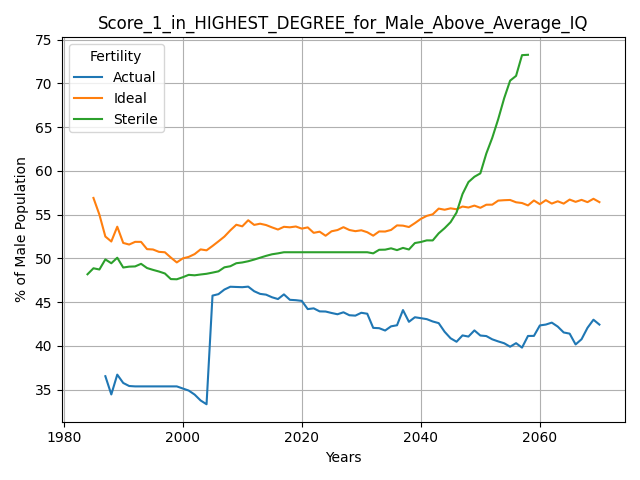 Score_1_in_HIGHEST_DEGREE_for_Male_Above_Average_IQ
75
70
65
60
55
50
45
40
35
% of Male Population
Fertility
Actual
Ideal
Sterile
1980 2000 2020 2040 2060
Years